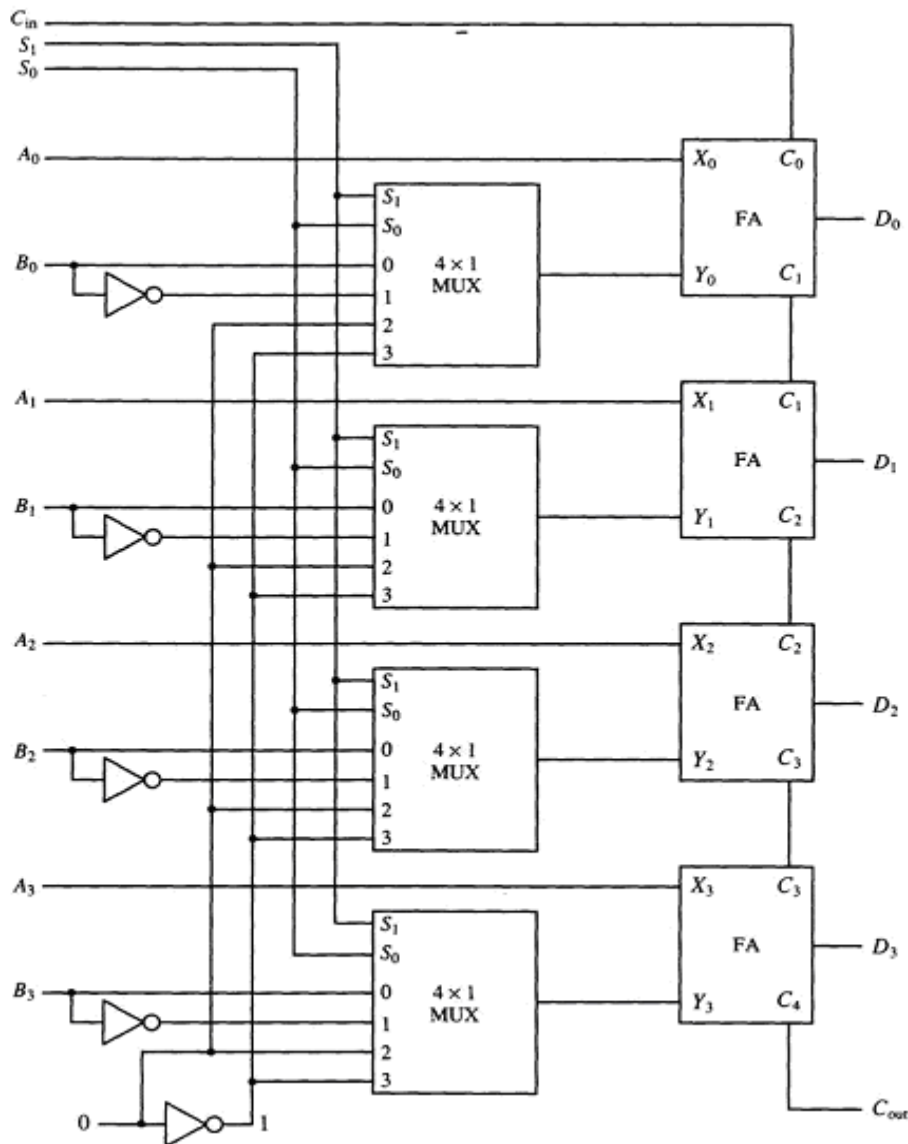 C_in
S_1
S_0
A_0
X_0 C_0
S_1
FA
D_0
S_0
4 × 1
MUX
B_0
0
Y_0 C_1
1
2
3
A_1
X_1 C_1
S_1
FA
D_1
S_0
4 × 1
MUX
B_1
0
Y_1 C_2
1
2
3
A_2
X_2 C_2
S_1
FA
D_2
S_0
4 × 1
MUX
B_2
0
Y_2 C_3
1
2
3
A_3
X_3 C_3
S_1
FA
D_3
S_0
4 × 1
MUX
B_3
0
Y_3 C_4
1
2
3
0
1
C_out